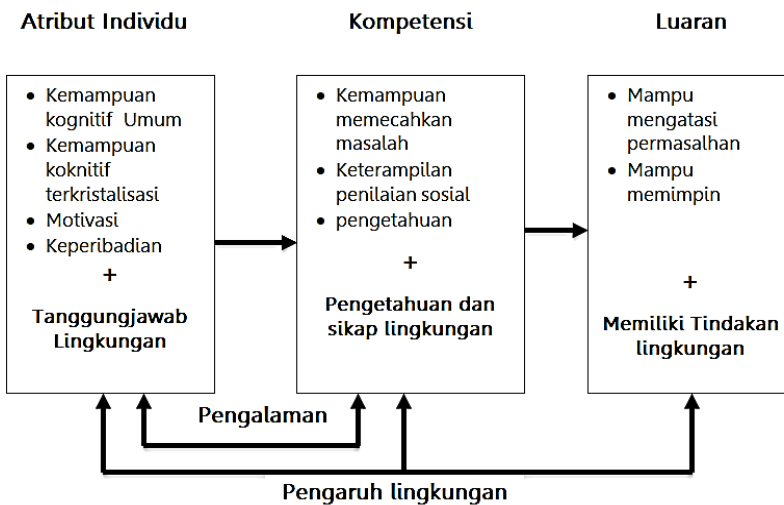 Atribut Individu
Kompetensi
Luaran
• Kemampuan
kognitif Umum
• Kemampuan
koknitif
terkristalisasi
• Motivasi
• Keperibadian
+
Tanggungjawab
Lingkungan
• Kemampuan
memecahkan
masalah
• Keterampilan
penilaian sosial
• pengetahuan
+
Pengetahuan dan
sikap lingkungan
• Mampu
mengatasi
permasalhan
• Mampu
memimpin
+
Memiliki Tindakan
lingkungan
Pengalaman
Pengaruh lingkungan